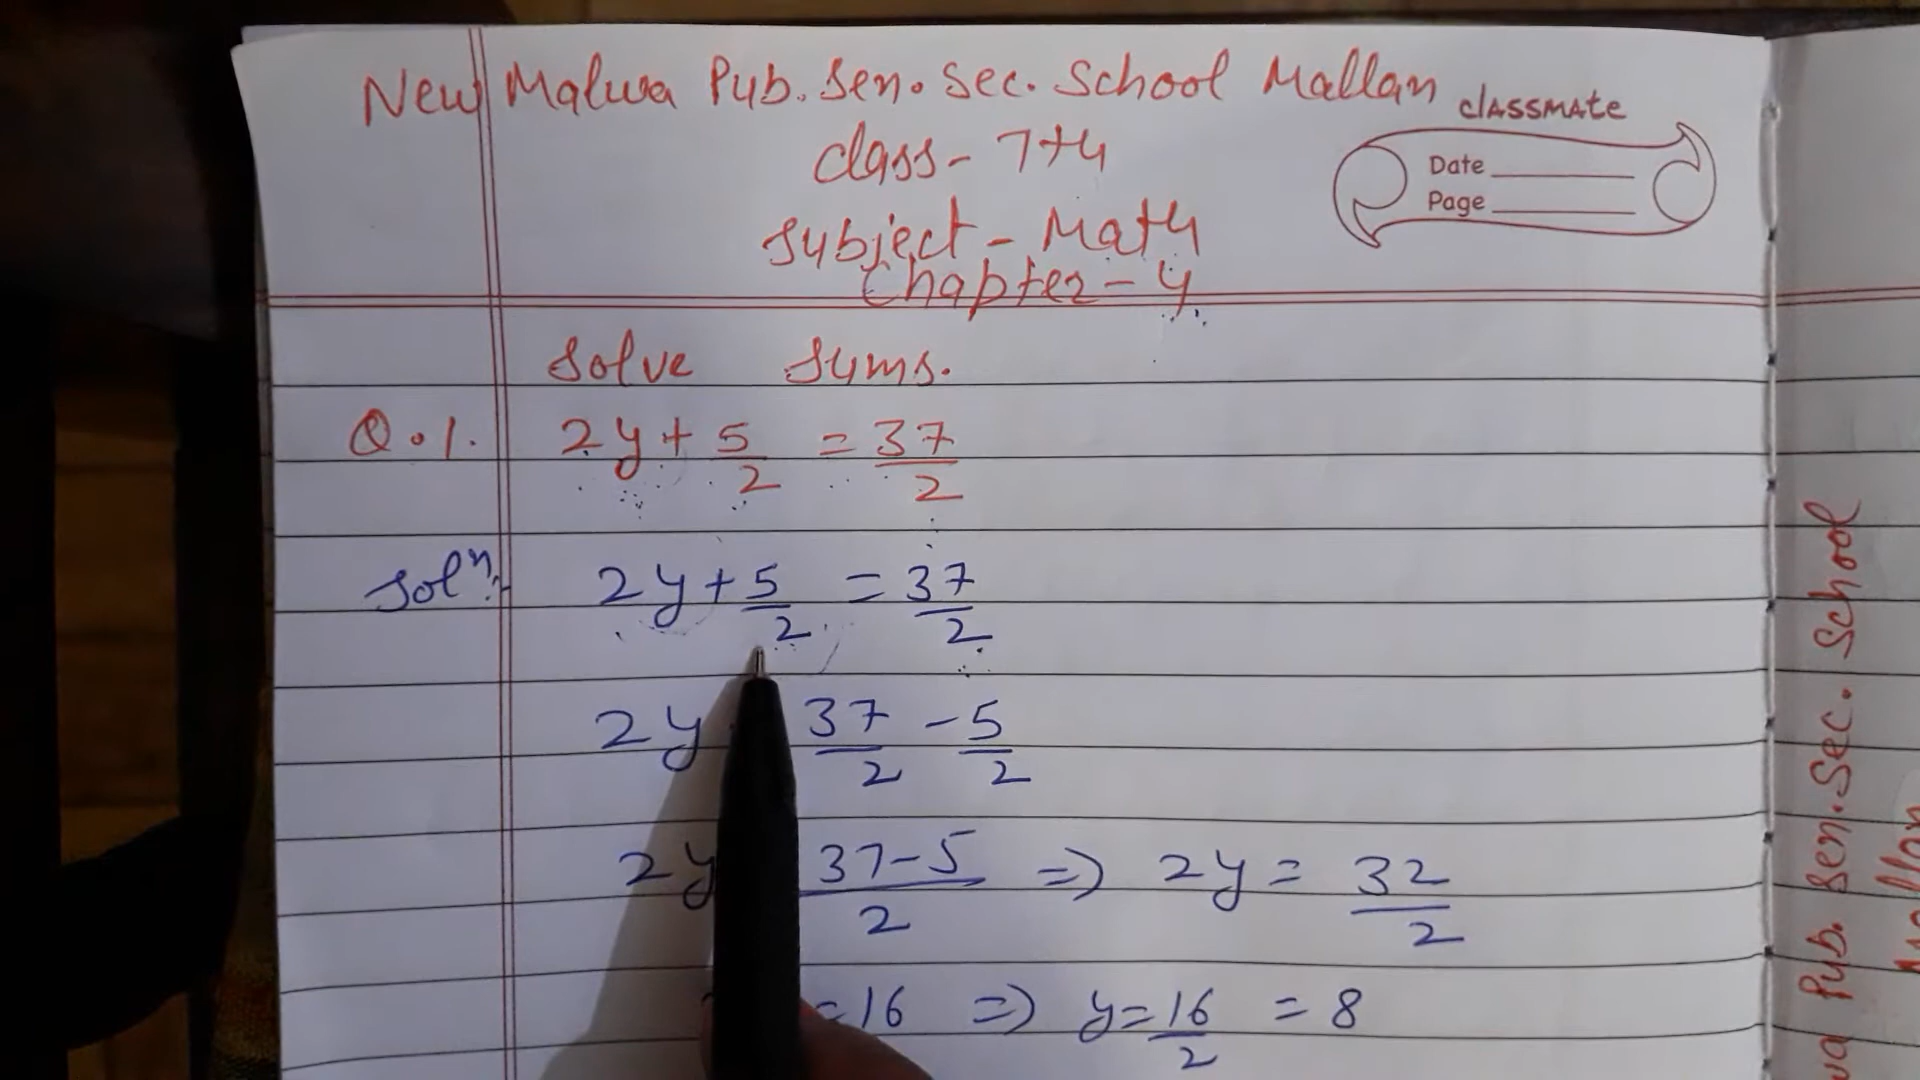 New Malwa Pub. Sen. Sec. School Mallan
classmate
Class- 7th
Date
Page
Subject - Math
Chapter - 4
Solve Sums.
Q.1. 2y + 5/2 = 37/2
Solⁿ:- 2y + 5/2 = 37/2
2y 37/2 - 5/2
2y 37-5/2 => 2y = 32/2
=16 => y = 16/2 = 8
Pub. Sen. Sec. School